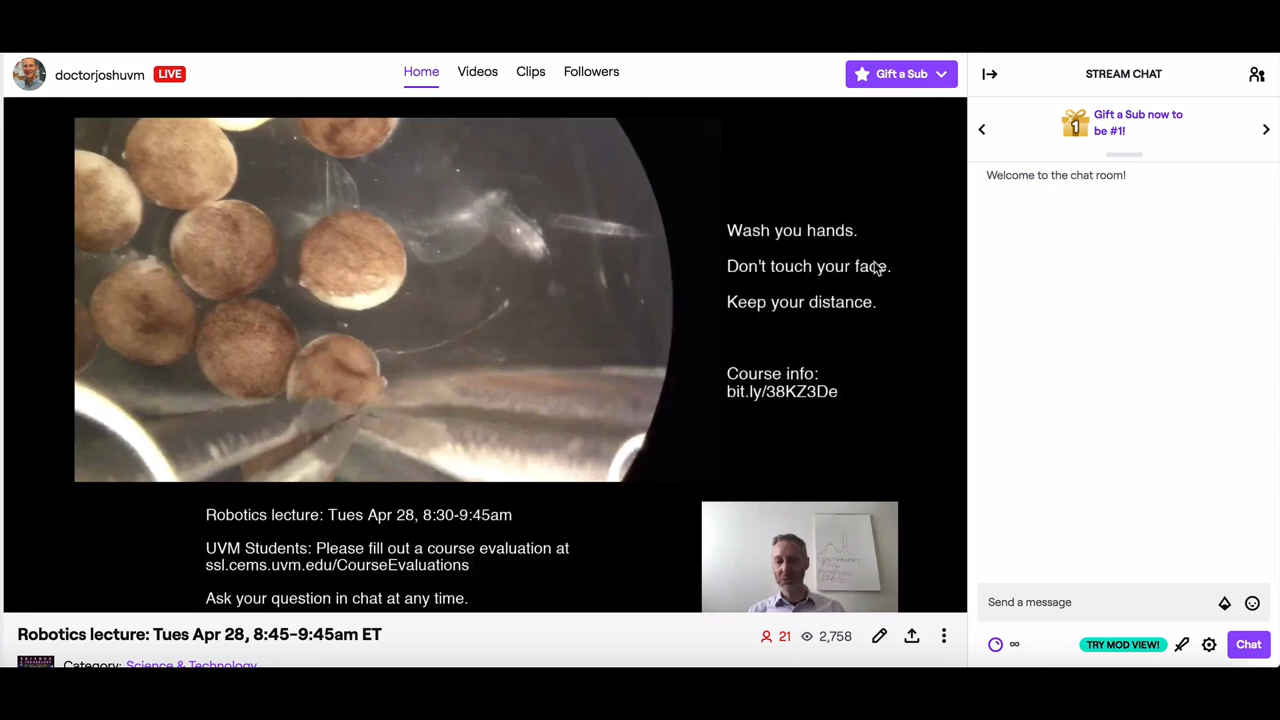 doctorjoshuvm LIVE
Home Videos Clips Followers
Gift a Sub
STREAM CHAT
Gift a Sub now to
be #1!
1
Welcome to the chat room!
Wash you hands.
Don't touch your face.
Keep your distance.
Course info:
bit.ly/38KZ3De
Robotics lecture: Tues Apr 28, 8:30-9:45am
UVM Students: Please fill out a course evaluation at
ssl.cems.uvm.edu/CourseEvaluations
Ask your question in chat at any time.
Robotics lecture: Tues Apr 28, 8:45-9:45am ET
21 2,758
Category: Science & Technology
Send a message
TRY MOD VIEW!
Chat